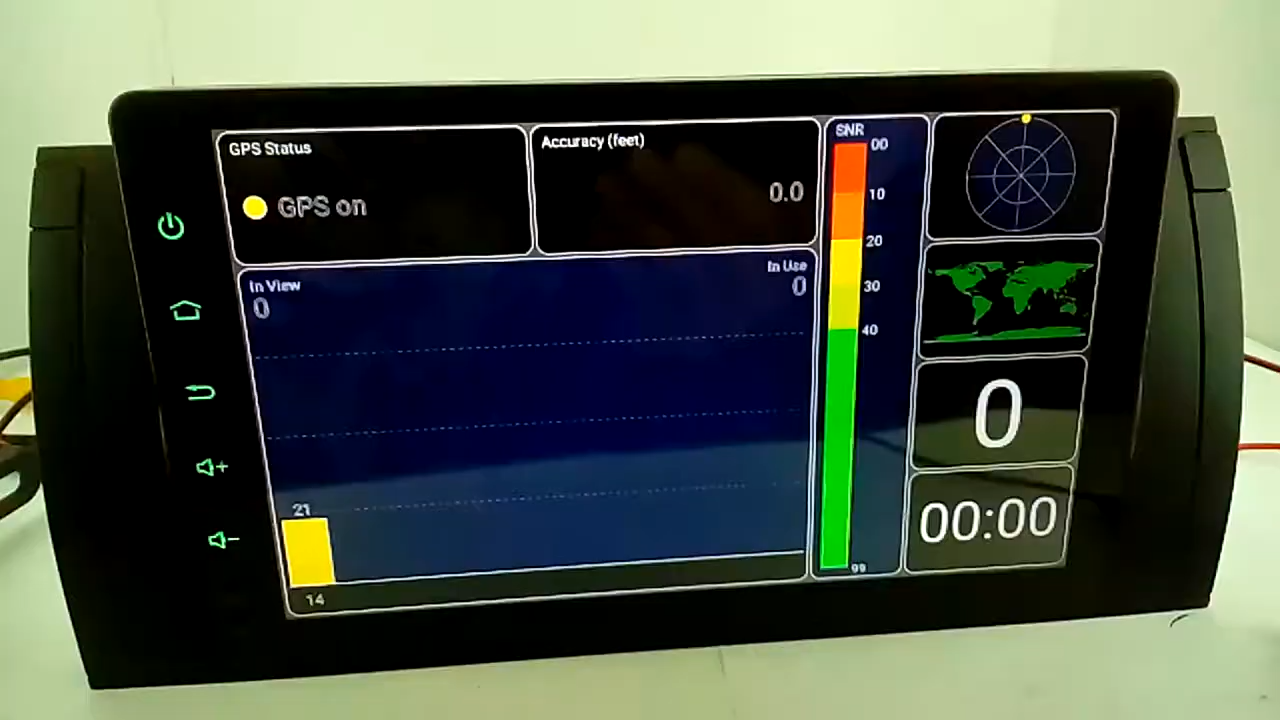 GPS Status
GPS on
Accuracy (feet)
0.0
In View
0
In Use
0
21
14
SNR
00
10
20
30
40
99
0
00:00
+
-